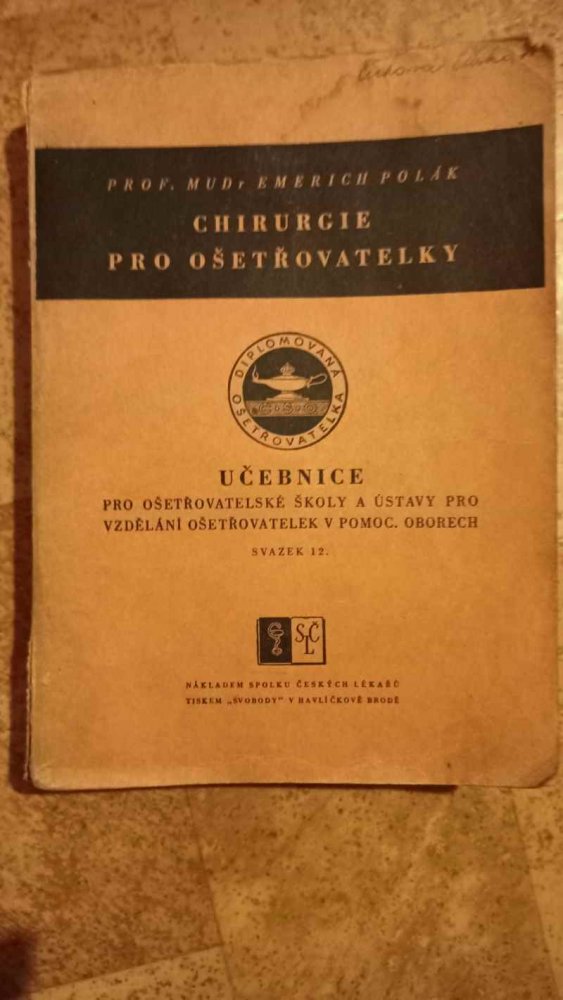 PROF. MUDr EMERICH POLÁK
CHIRURGIE
PRO OŠETŘOVATELKY
DIPLOMOVANÁ
OŠETŘOVATELKA
UČEBNICE
PRO OŠETŘOVATELSKÉ ŠKOLY A ÚSTAVY PRO
VZDĚLÁNÍ OŠETŘOVATELEK V POMOC. OBORECH
SVAZEK 12.
SČL
NÁKLADEM SPOLKU ČESKÝCH LÉKAŘŮ
TISKEM „SVOBODY" V HAVLÍČKOVĚ BRODĚ